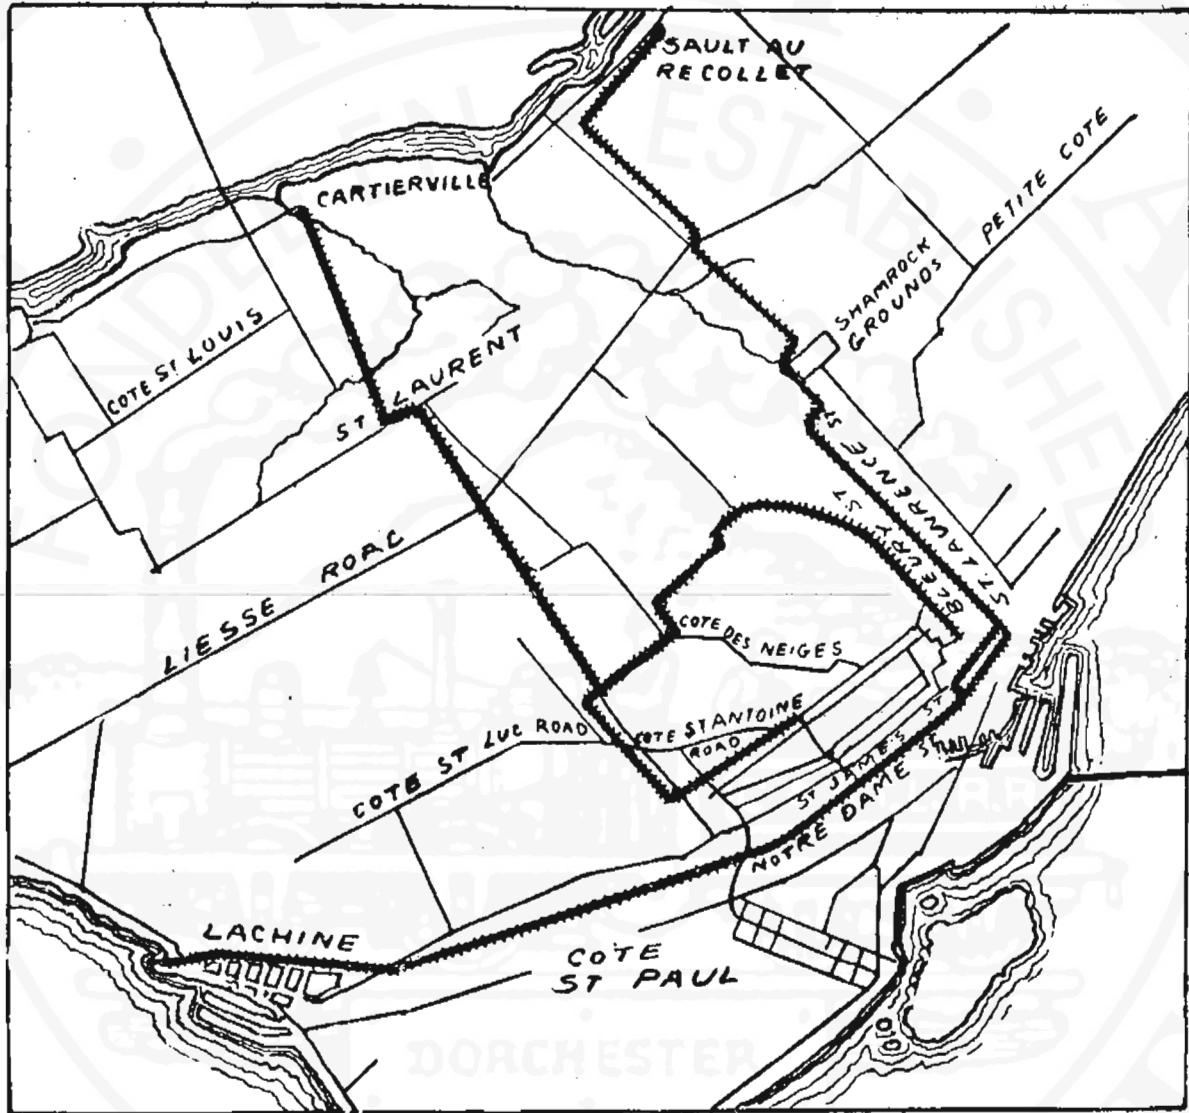 SAULT AU
RECOLLET
CARTIERVILLE
PETITE COTE
SHAMROCK
GROUNDS
COTE ST LOUIS
ST LAURENT
ST. LAWRENCE ST
BLEURY ST
LIESSE ROAC
COTE DES NEIGES
COTE ST ANTOINE
ROAD
COTE ST LUC ROAD
ST JAMES ST
NOTRE DAME ST
LACHINE
COTE
ST PAUL
DORCHESTER